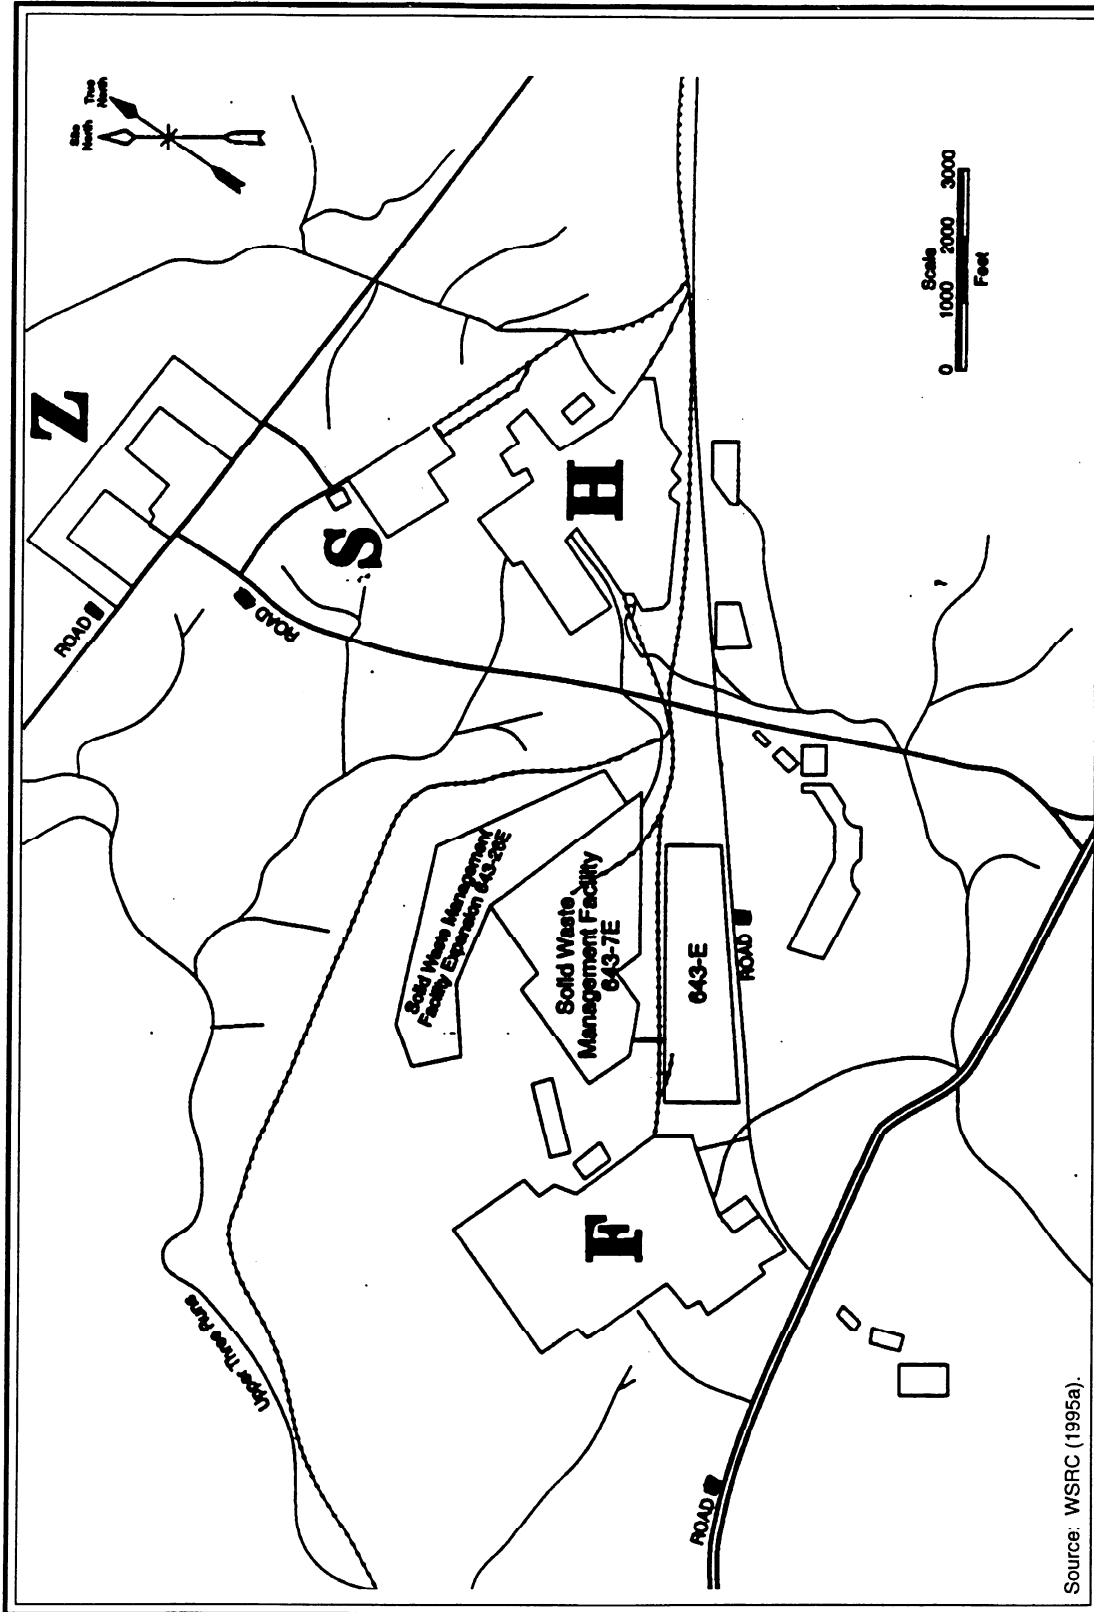 Site
North
True
North
Z
ROAD
ROAD
S
H
Scale
0 1000 2000 3000
Feet
Solid Waste Management
Facility Expansion 643-26E
Solid Waste
Management Facility
643-7E
643-E
ROAD
F
Upper Three Runs
ROAD
Source: WSRC (1995a).